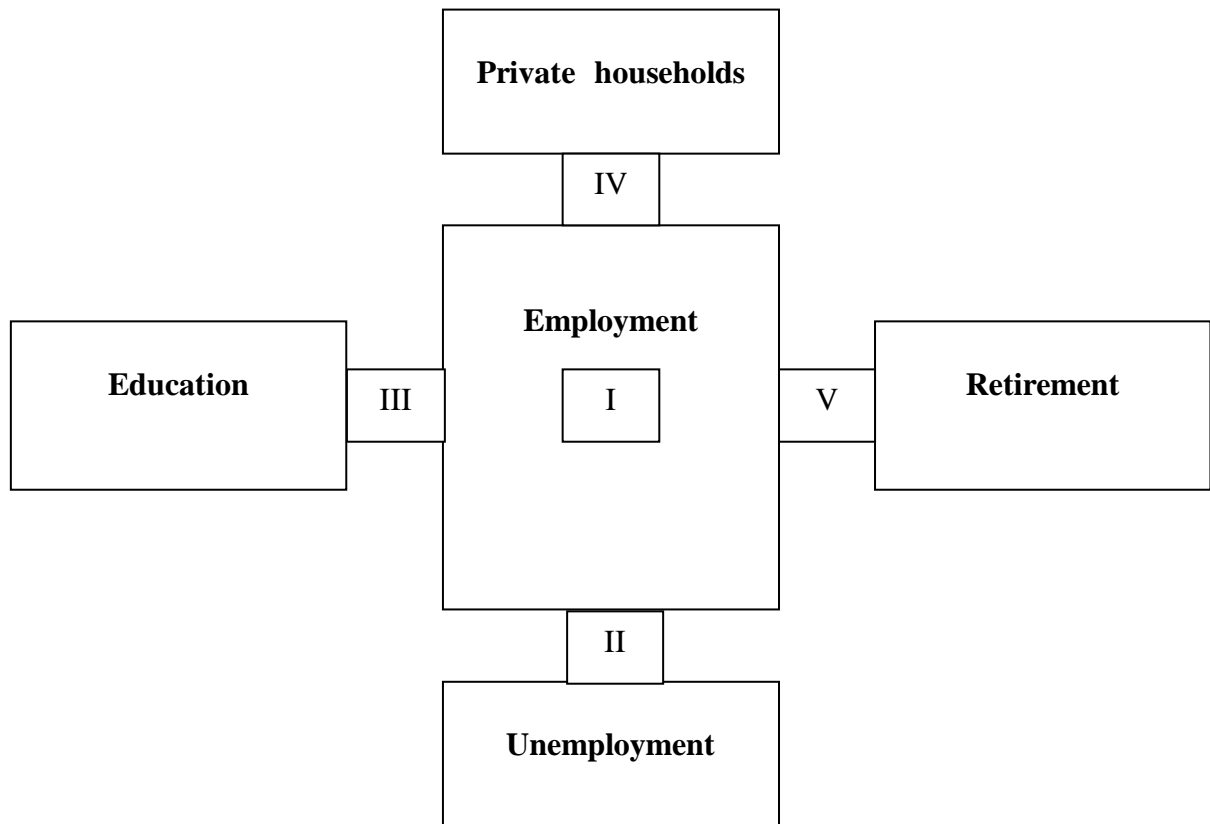 Private households
IV
Employment
Education
III
I
V
Retirement
II
Unemployment